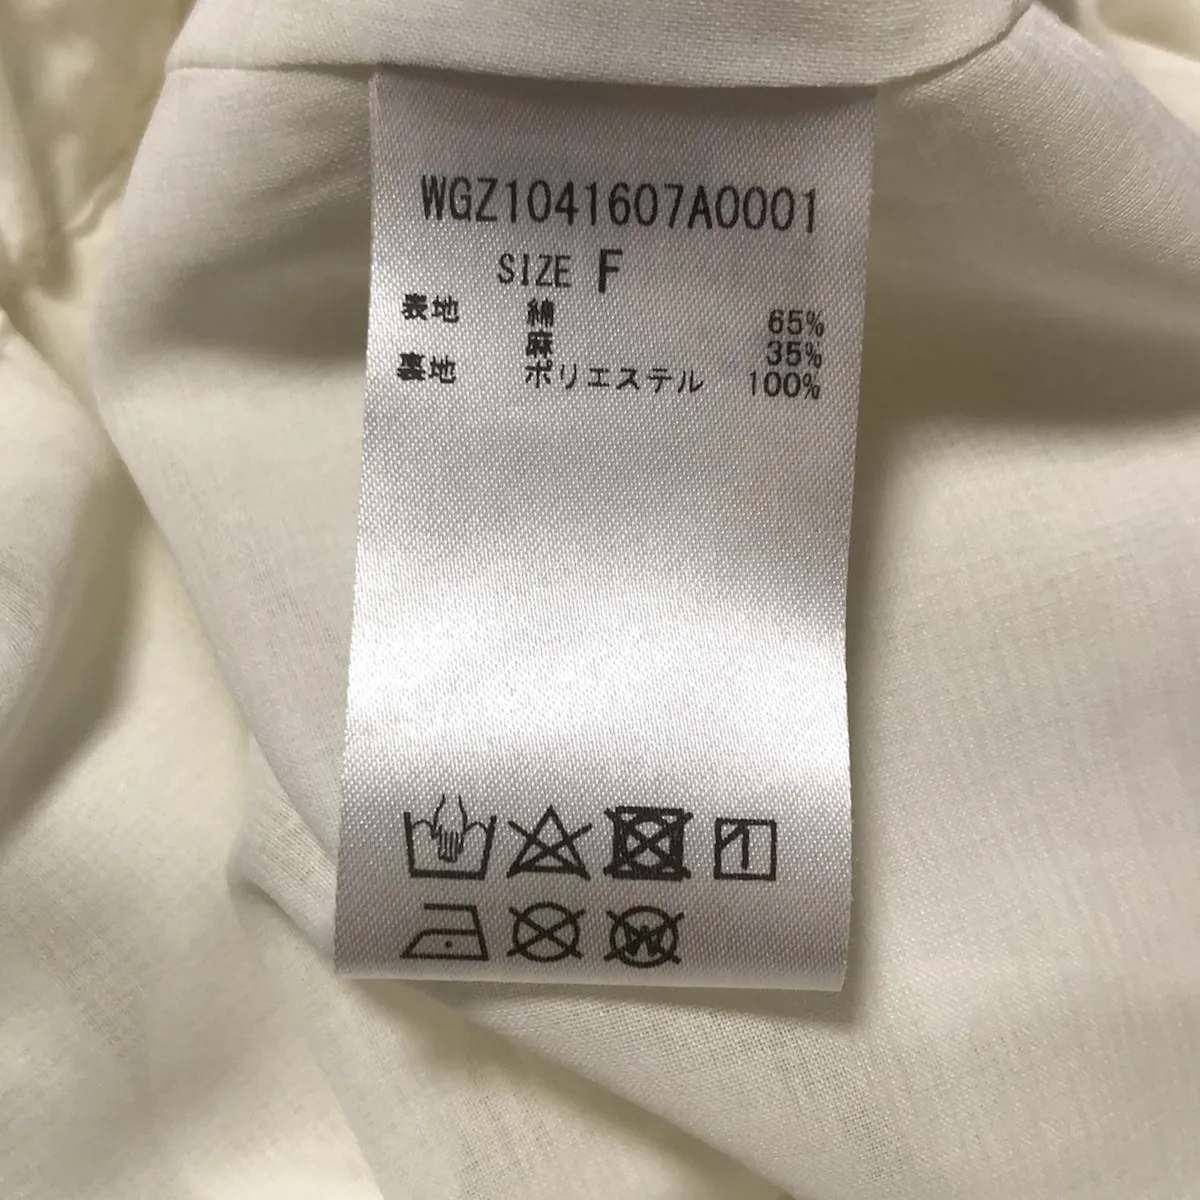 WGZ1041607A0001
SIZE F
表地 綿 65%
麻 35%
裏地 ポリエステル 100%